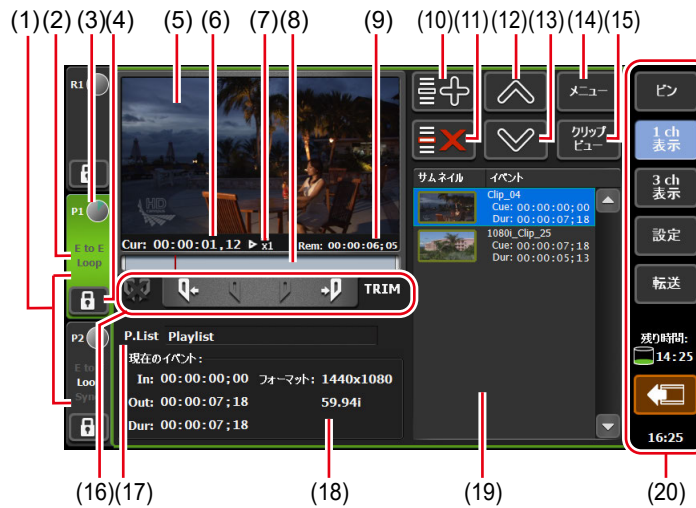 (1)(2) (3)(4) (5) (6) (7)(8) (9) (10)(11) (12)(13) (14) (15)
R1
P1
E to E
Loop
P2
E to
Loop
Syn
HD
Cur: 00:00:01,12 x1 Rem: 00:00:06;05
TRIM
P.List Playlist
現在のイベント:
In: 00:00:00;00 フォーマット: 1440x1080
Out: 00:00:07;18 59.94i
Dur: 00:00:07;18
メニュー
クリップ
ビュー
サムネイル イベント
Clip_04
Cue: 00:00:00;00
Dur: 00:00:07;18
1080i_Clip_25
Cue: 00:00:07;18
Dur: 00:00:05;13
ピン
1 ch
表示
3 ch
表示
設定
転送
残り時間:
14:25
16:25
(16)(17) (18) (19) (20)